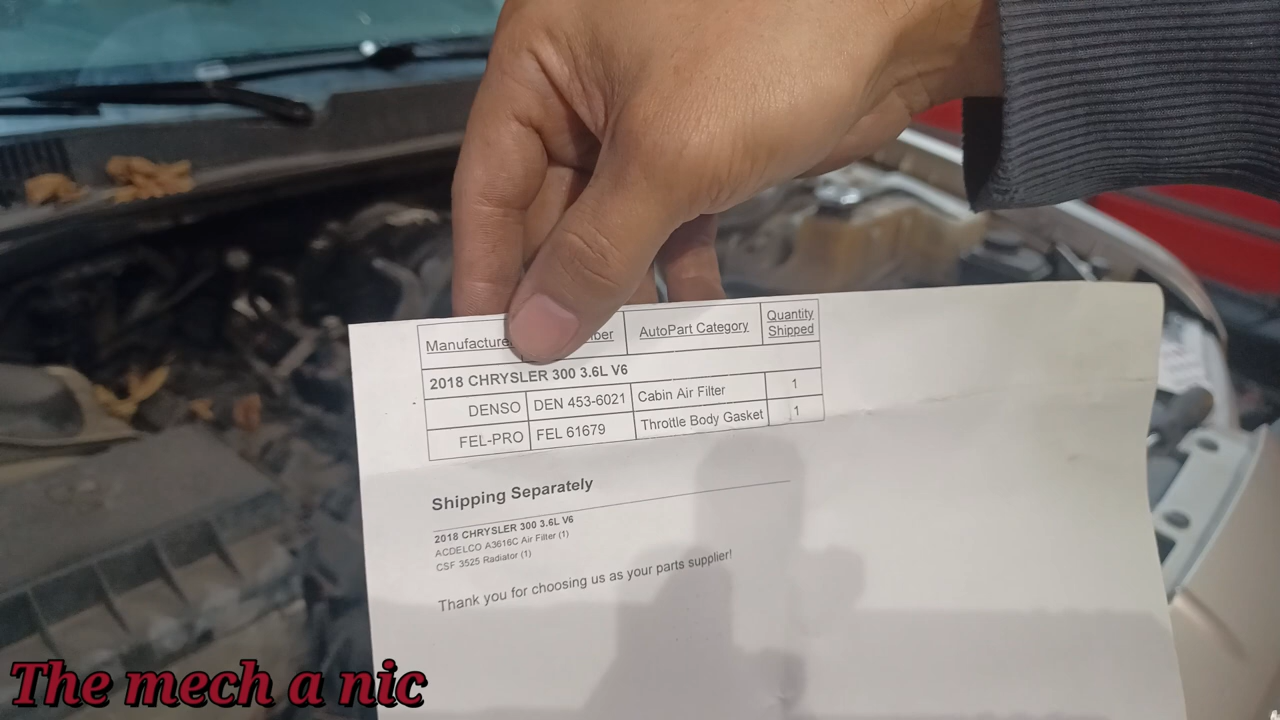 Manufacture ber AutoPart Category Quantity Shipped
2018 CHRYSLER 300 3.6L V6
DENSO DEN 453-6021 Cabin Air Filter 1
FEL-PRO FEL 61679 Throttle Body Gasket 1
Shipping Separately
2018 CHRYSLER 300 3.6L V6
ACDELCO A3616C Air Filter (1)
CSF 3525 Radiator (1)
Thank you for choosing us as your parts supplier!
The mech a nic